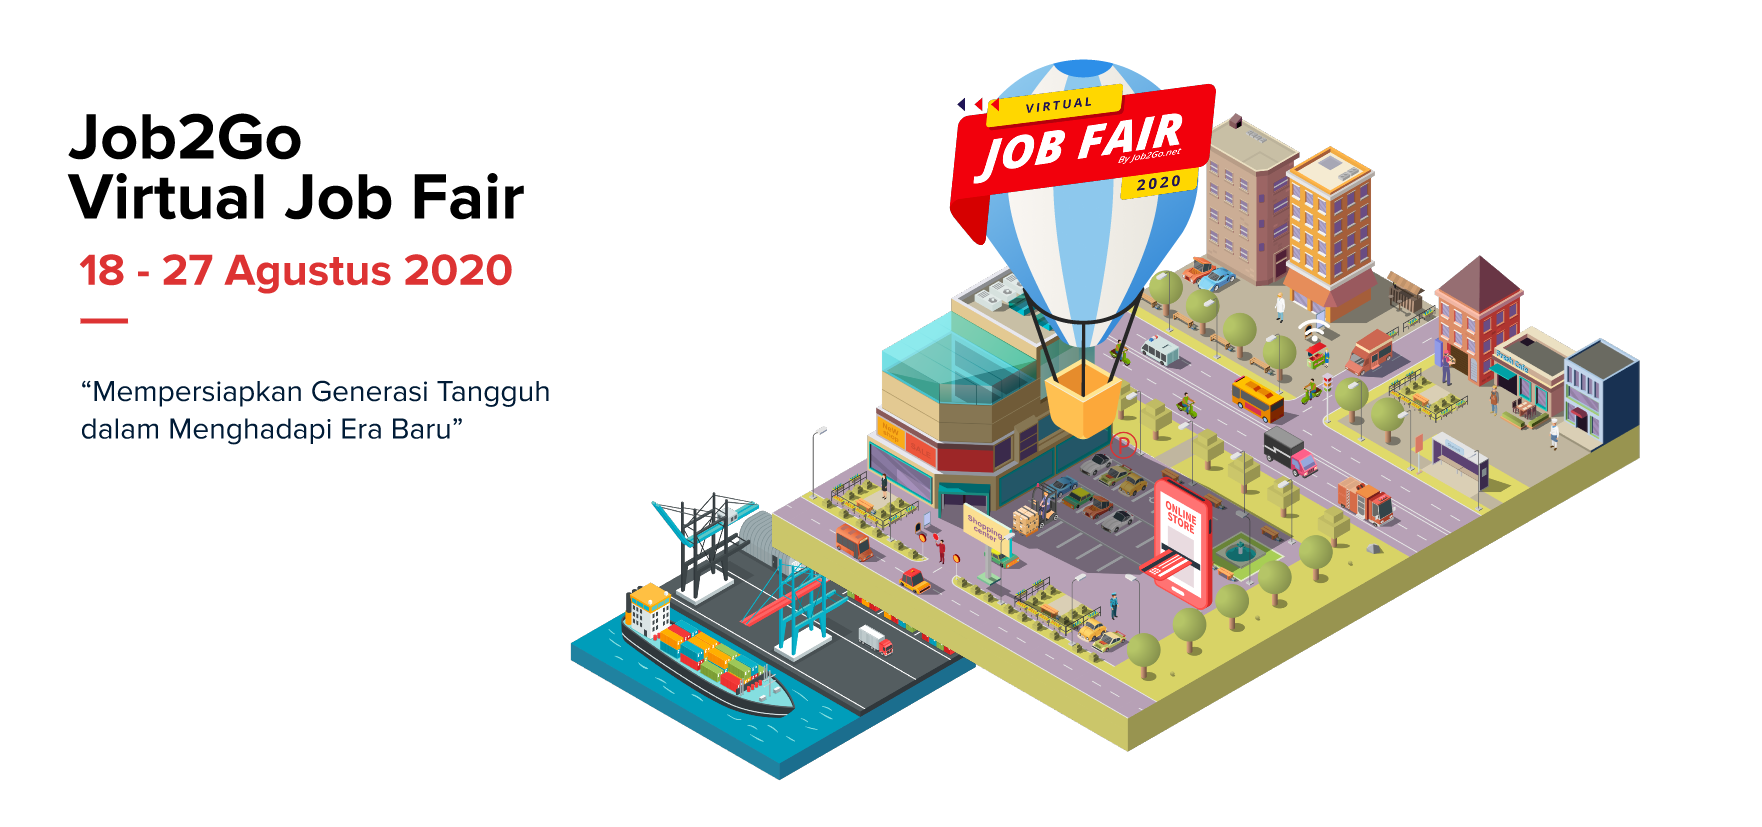 Job2Go
Virtual Job Fair
18 - 27 Agustus 2020
“Mempersiapkan Generasi Tangguh
dalam Menghadapi Era Baru”
VIRTUAL
JOB FAIR
By Job2Go.net
2020
P
Shopping
center
ONLINE
STORE